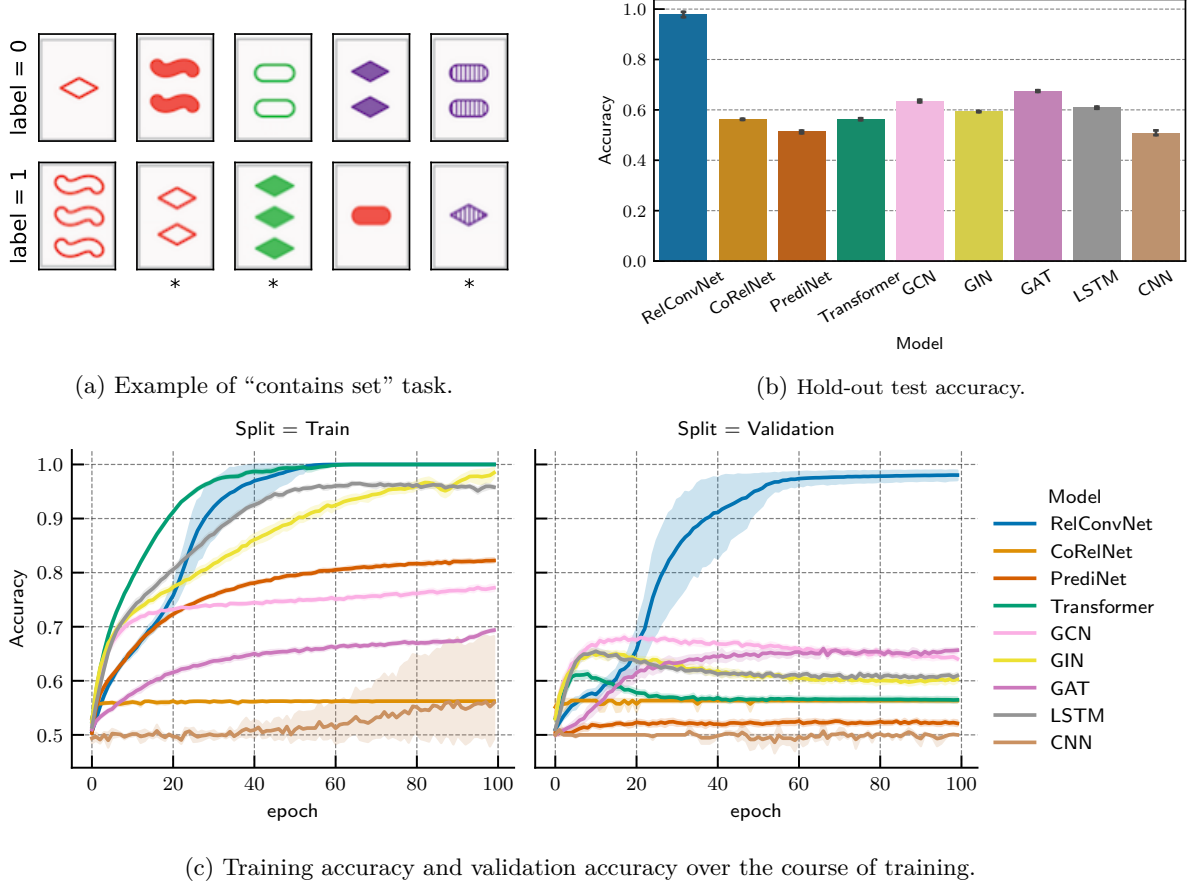 label = 0
label = 1
*
*
*
(a) Example of “contains set” task.
1.0
0.8
0.6
0.4
0.2
0.0
Accuracy
RelConvNet
CoRelNet
PrediNet
Transformer
GCN
GIN
GAT
LSTM
CNN
Model
(b) Hold-out test accuracy.
Split = Train
1.0
0.9
0.8
0.7
0.6
0.5
Accuracy
0
20
40
60
80
100
epoch
Split = Validation
0
20
40
60
80
100
epoch
Model
RelConvNet
CoRelNet
PrediNet
Transformer
GCN
GIN
GAT
LSTM
CNN
(c) Training accuracy and validation accuracy over the course of training.